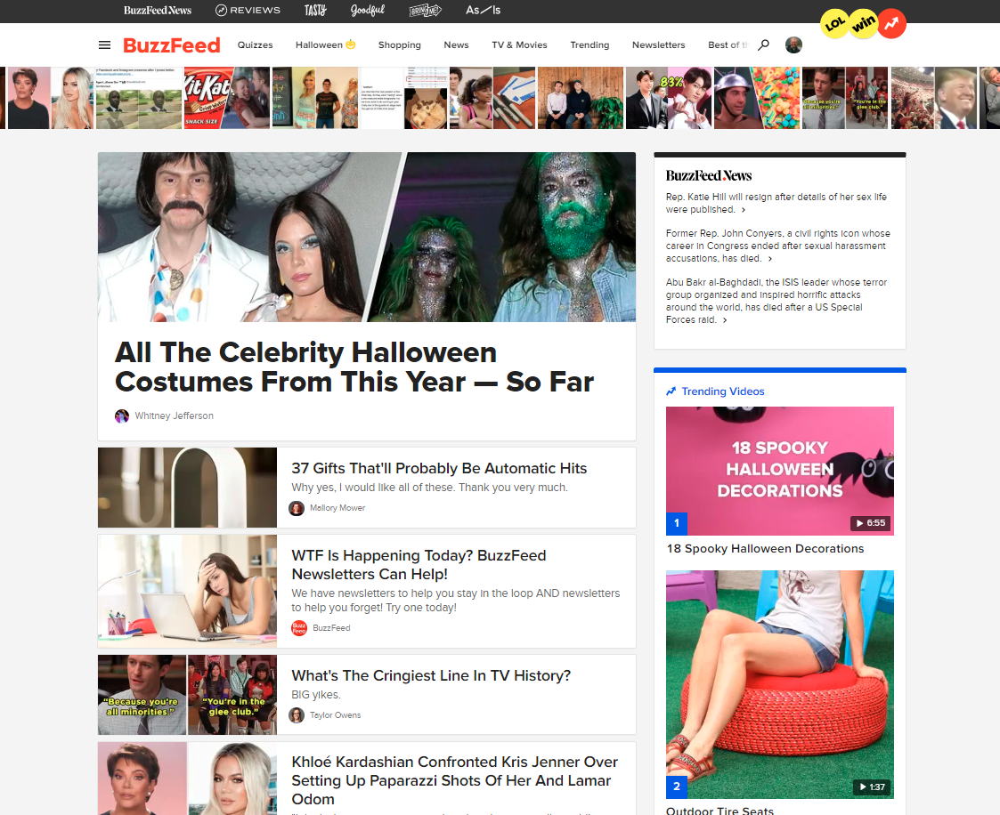 BuzzFeed News
REVIEWS
TASTY
Goodful
BRING ME!
As/Is
LOL
win
BuzzFeed
Quizzes
Halloween
Shopping
News
TV & Movies
Trending
Newsletters
Best of th
KitKat
SNACK SIZE
83%
"Because you're
all minorities."
"You're in the
glee club."
All The Celebrity Halloween
Costumes From This Year — So Far
Whitney Jefferson
37 Gifts That'll Probably Be Automatic Hits
Why yes, I would like all of these. Thank you very much.
Mallory Mower
WTF Is Happening Today? BuzzFeed
Newsletters Can Help!
We have newsletters to help you stay in the loop AND newsletters
to help you forget! Try one today!
Buzz
Feed
BuzzFeed
"Because you're
all minorities."
"You're in the
glee club."
What's The Cringiest Line In TV History?
BIG yikes.
Taylor Owens
Khloé Kardashian Confronted Kris Jenner Over
Setting Up Paparazzi Shots Of Her And Lamar
Odom
BuzzFeed News
Rep. Katie Hill will resign after details of her sex life
were published.
Former Rep. John Conyers, a civil rights icon whose
career in Congress ended after sexual harassment
accusations, has died.
Abu Bakr al-Baghdadi, the ISIS leader whose terror
group organized and inspired horrific attacks
around the world, has died after a US Special
Forces raid.
Trending Videos
18 SPOOKY
HALLOWEEN
DECORATIONS
1
6:55
18 Spooky Halloween Decorations
2
1:37
Outdoor Tire Seats